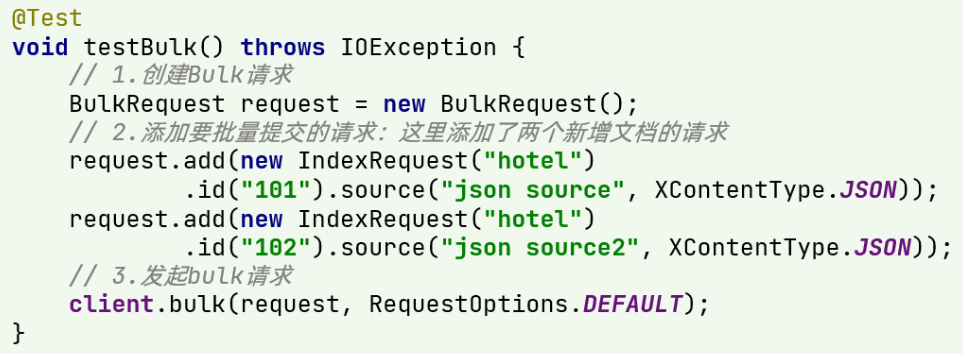 @Test
void testBulk() throws IOException {
    // 1.创建Bulk请求
    BulkRequest request = new BulkRequest();
    // 2.添加要批量提交的请求：这里添加了两个新增文档的请求
    request.add(new IndexRequest("hotel")
            .id("101").source("json source", XContentType.JSON));
    request.add(new IndexRequest("hotel")
            .id("102").source("json source2", XContentType.JSON));
    // 3.发起bulk请求
    client.bulk(request, RequestOptions.DEFAULT);
}